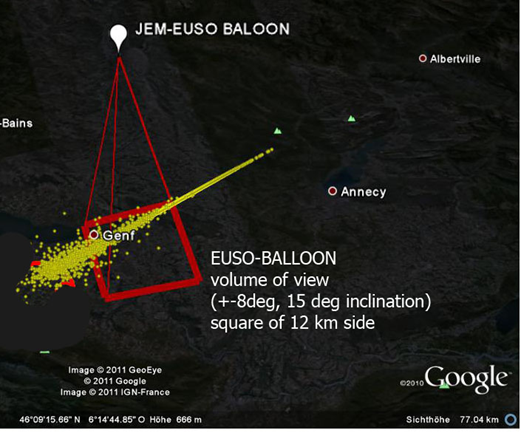 JEM-EUSO BALOON
Albertville
-Bains
Annecy
Genf
EUSO-BALLOON
volume of view
(+-8deg, 15 deg inclination)
square of 12 km side
Image © 2011 GeoEye
© 2011 Google
Image © 2011 IGN-France
©2010 Google
46°09'15.66" N 6°14'44.85" O Höhe 666 m Sichthöhe 77.04 km